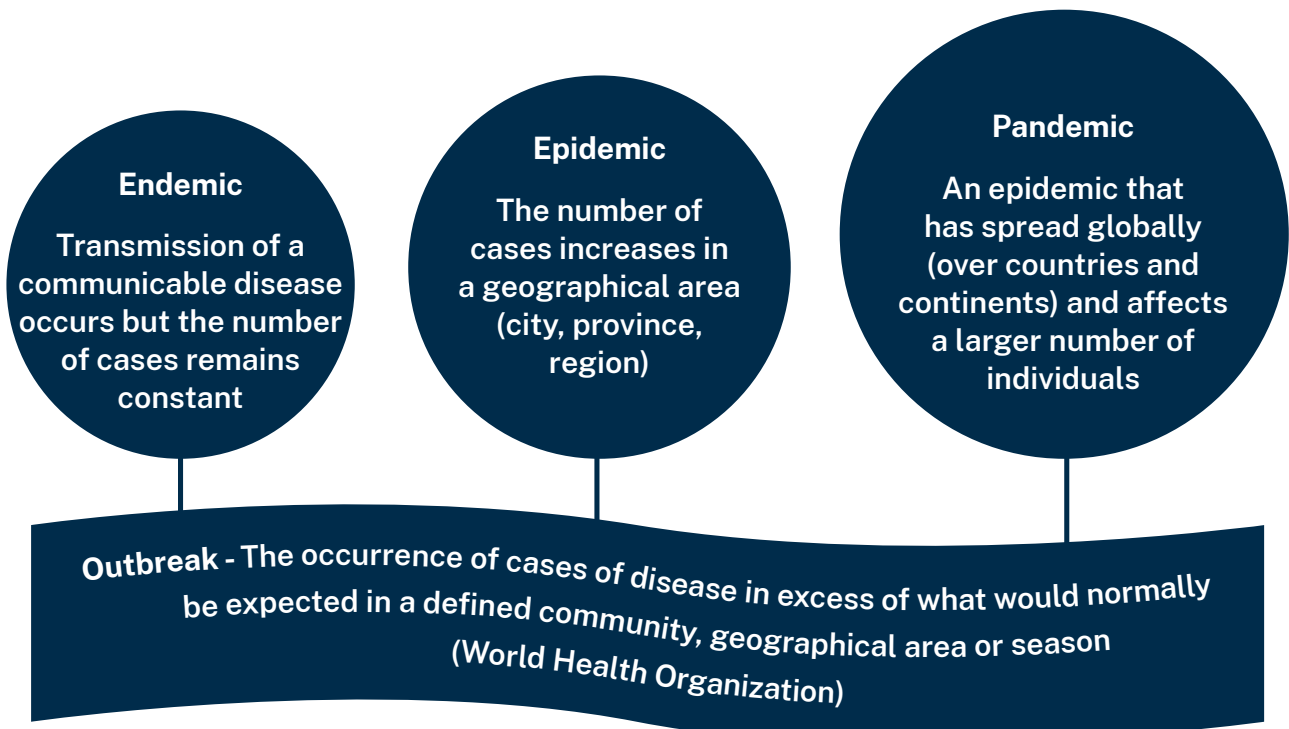 Endemic
Transmission of a
communicable disease
occurs but the number
of cases remains
constant
Epidemic
The number of
cases increases in
a geographical area
(city, province,
region)
Pandemic
An epidemic that
has spread globally
(over countries and
continents) and affects
a larger number of
individuals
Outbreak - The occurrence of cases of disease in excess of what would normally
be expected in a defined community, geographical area or season
(World Health Organization)